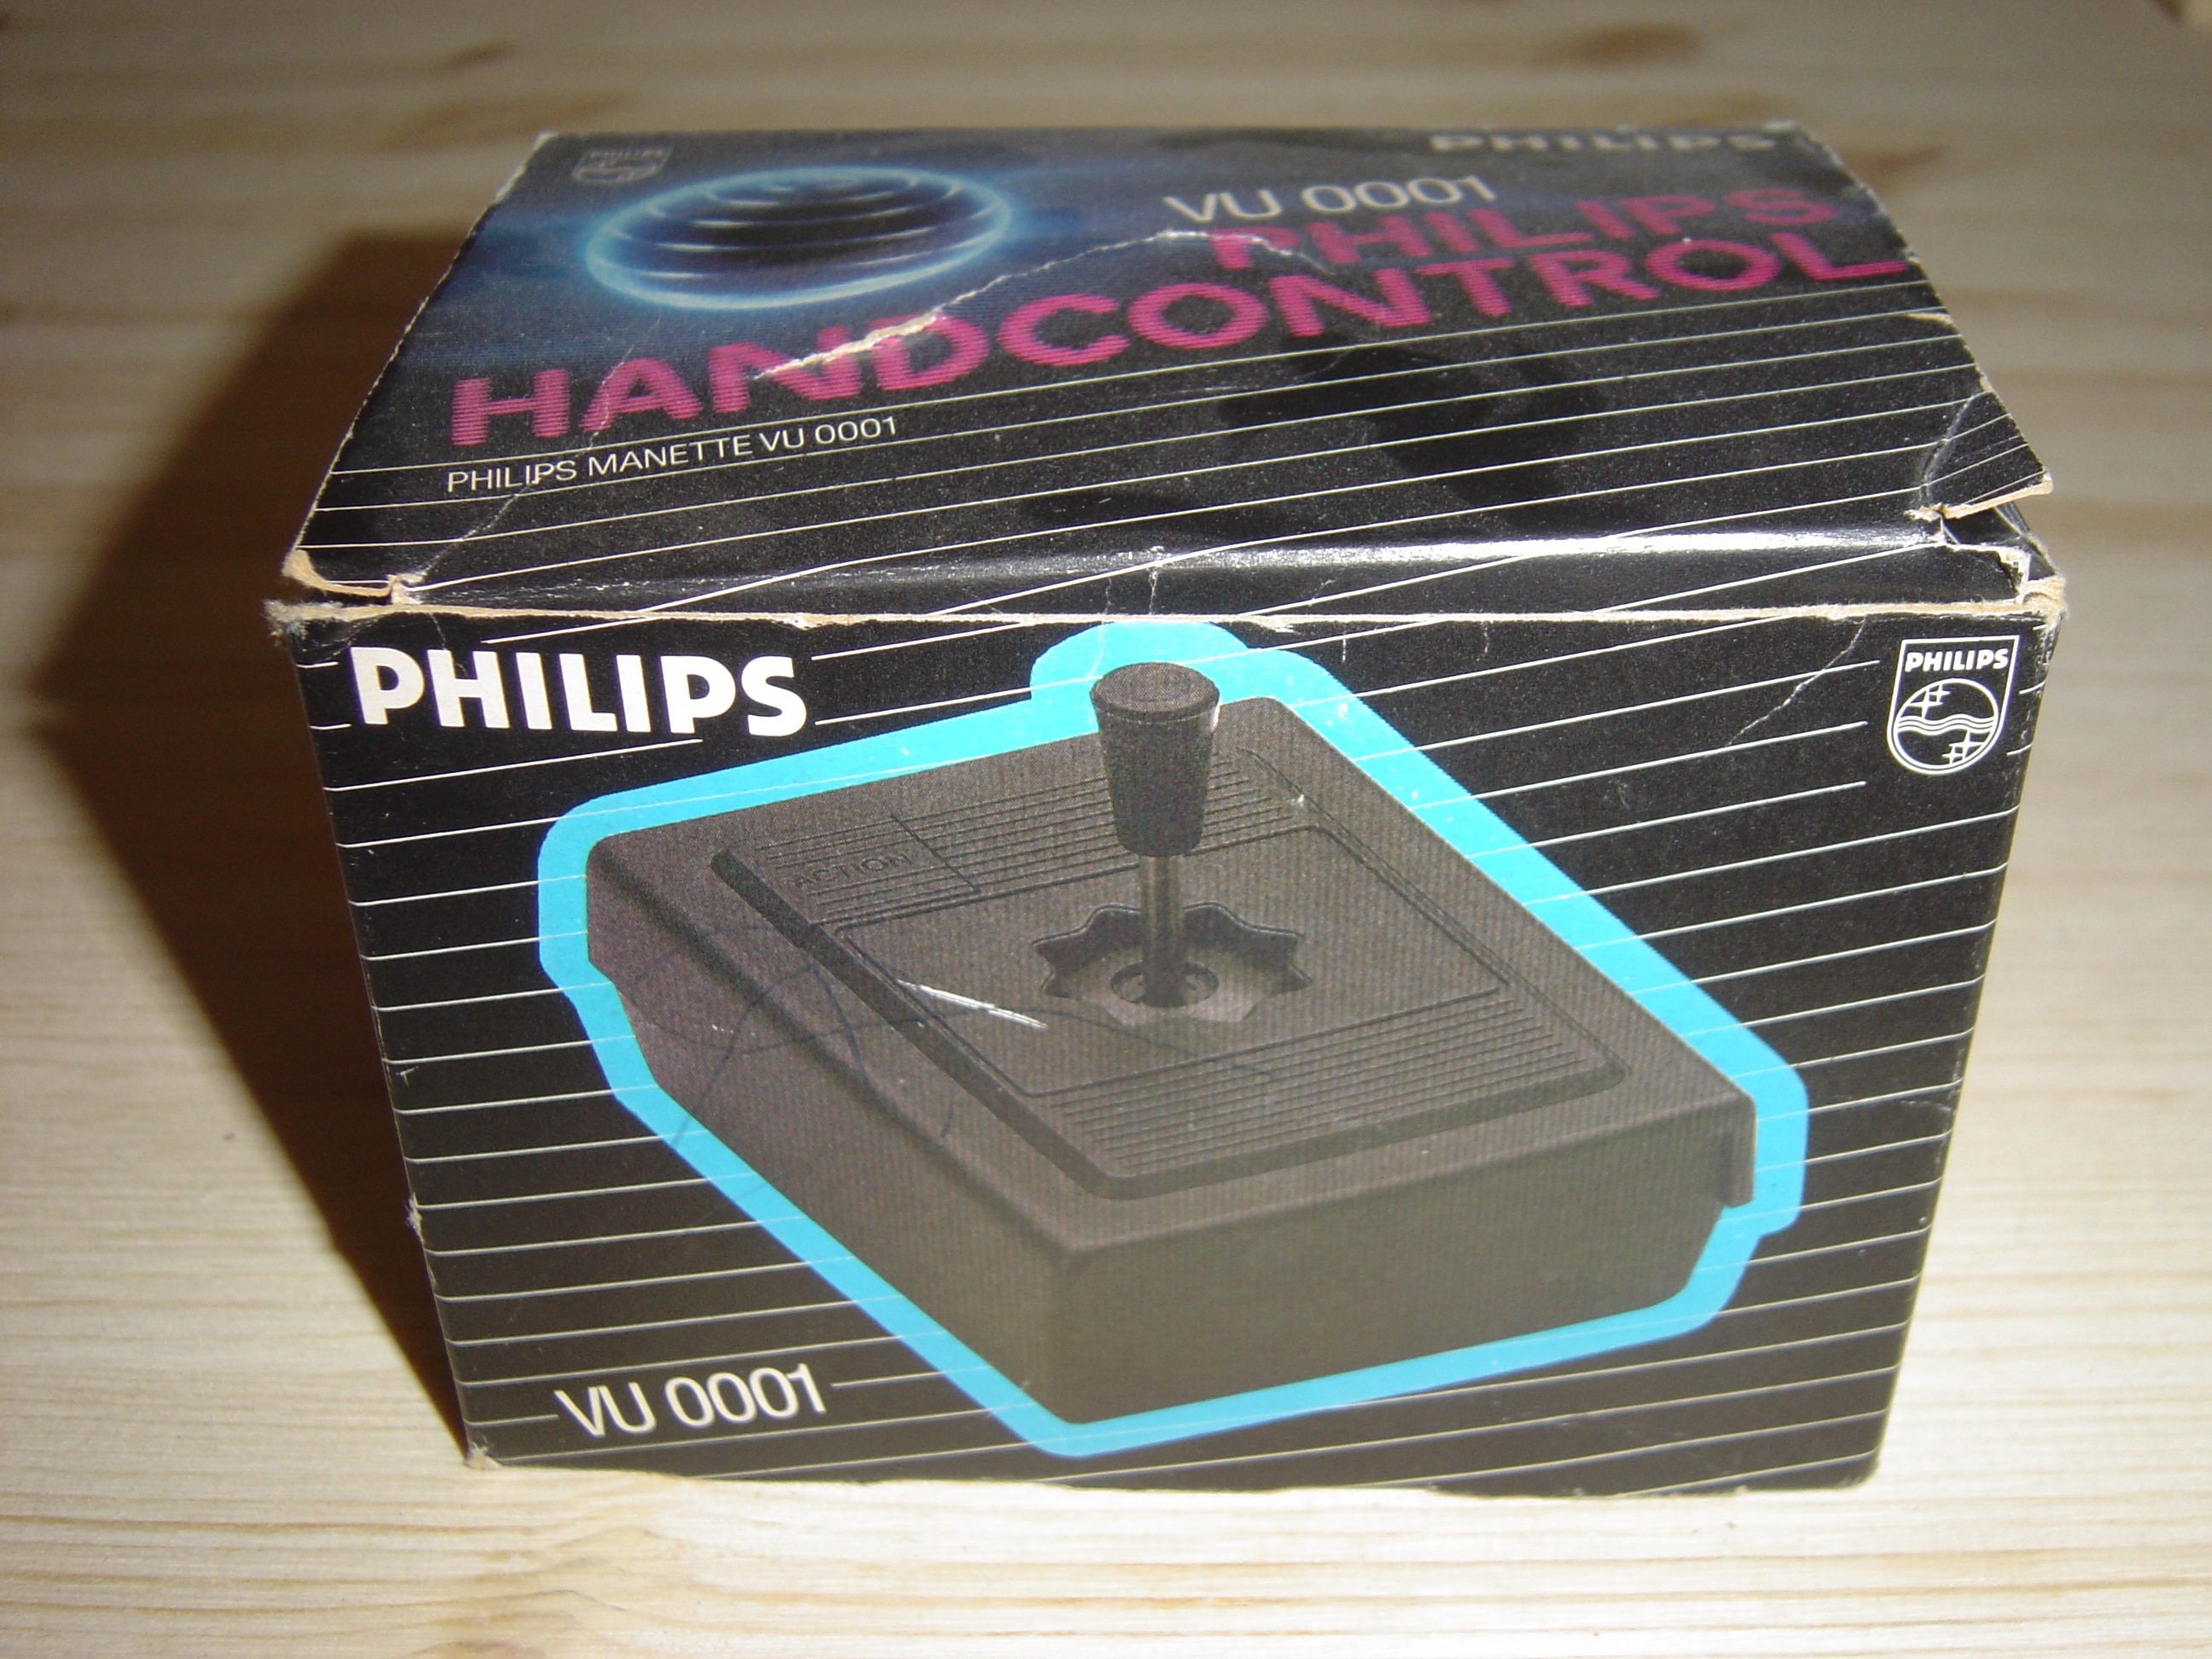 PHILIPS
PHILIPS
VU 0001
PHILIPS
HANDCONTROL
PHILIPS MANETTE VU 0001
PHILIPS
PHILIPS
ACTION
VU 0001